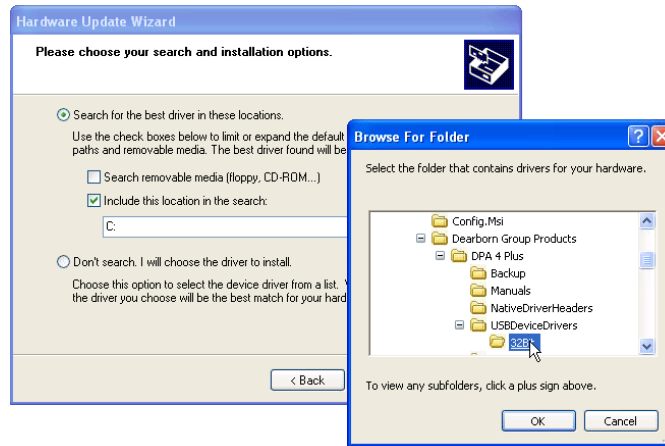 Hardware Update Wizard
Please choose your search and installation options.
Search for the best driver in these locations.
Use the check boxes below to limit or expand the default
paths and removable media. The best driver found will be
Search removable media (floppy, CD-ROM...)
Include this location in the search:
C:
Don't search. I will choose the driver to install.
Choose this option to select the device driver from a list.
the driver you choose will be the best match for your hard
< Back
Browse For Folder
Select the folder that contains drivers for your hardware.
Config.Msi
Dearborn Group Products
DPA 4 Plus
Backup
Manuals
NativeDriverHeaders
USBDeviceDrivers
To view any subfolders, click a plus sign above.
OK
Cancel